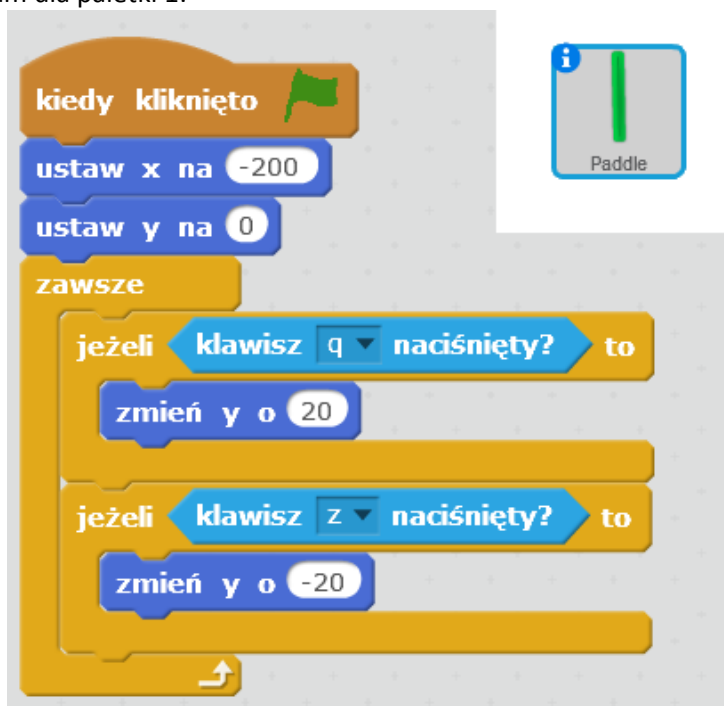 kiedy kliknięto
ustaw x na -200
ustaw y na 0
zawsze
jeżeli klawisz q naciśnięty? to
zmień y o 20
jeżeli klawisz z naciśnięty? to
zmień y o -20
i
Paddle